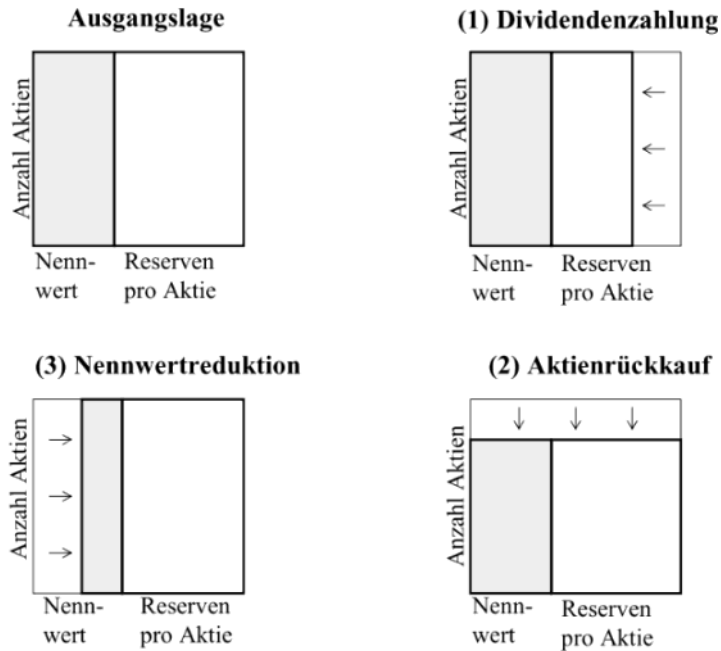 Ausgangslage
Anzahl Aktien
Nenn-
wert
Reserven
pro Aktie
(1) Dividendenzahlung
Anzahl Aktien
Nenn-
wert
Reserven
pro Aktie
(3) Nennwertreduktion
Anzahl Aktien
Nenn-
wert
Reserven
pro Aktie
(2) Aktienrückkauf
Anzahl Aktien
Nenn-
wert
Reserven
pro Aktie